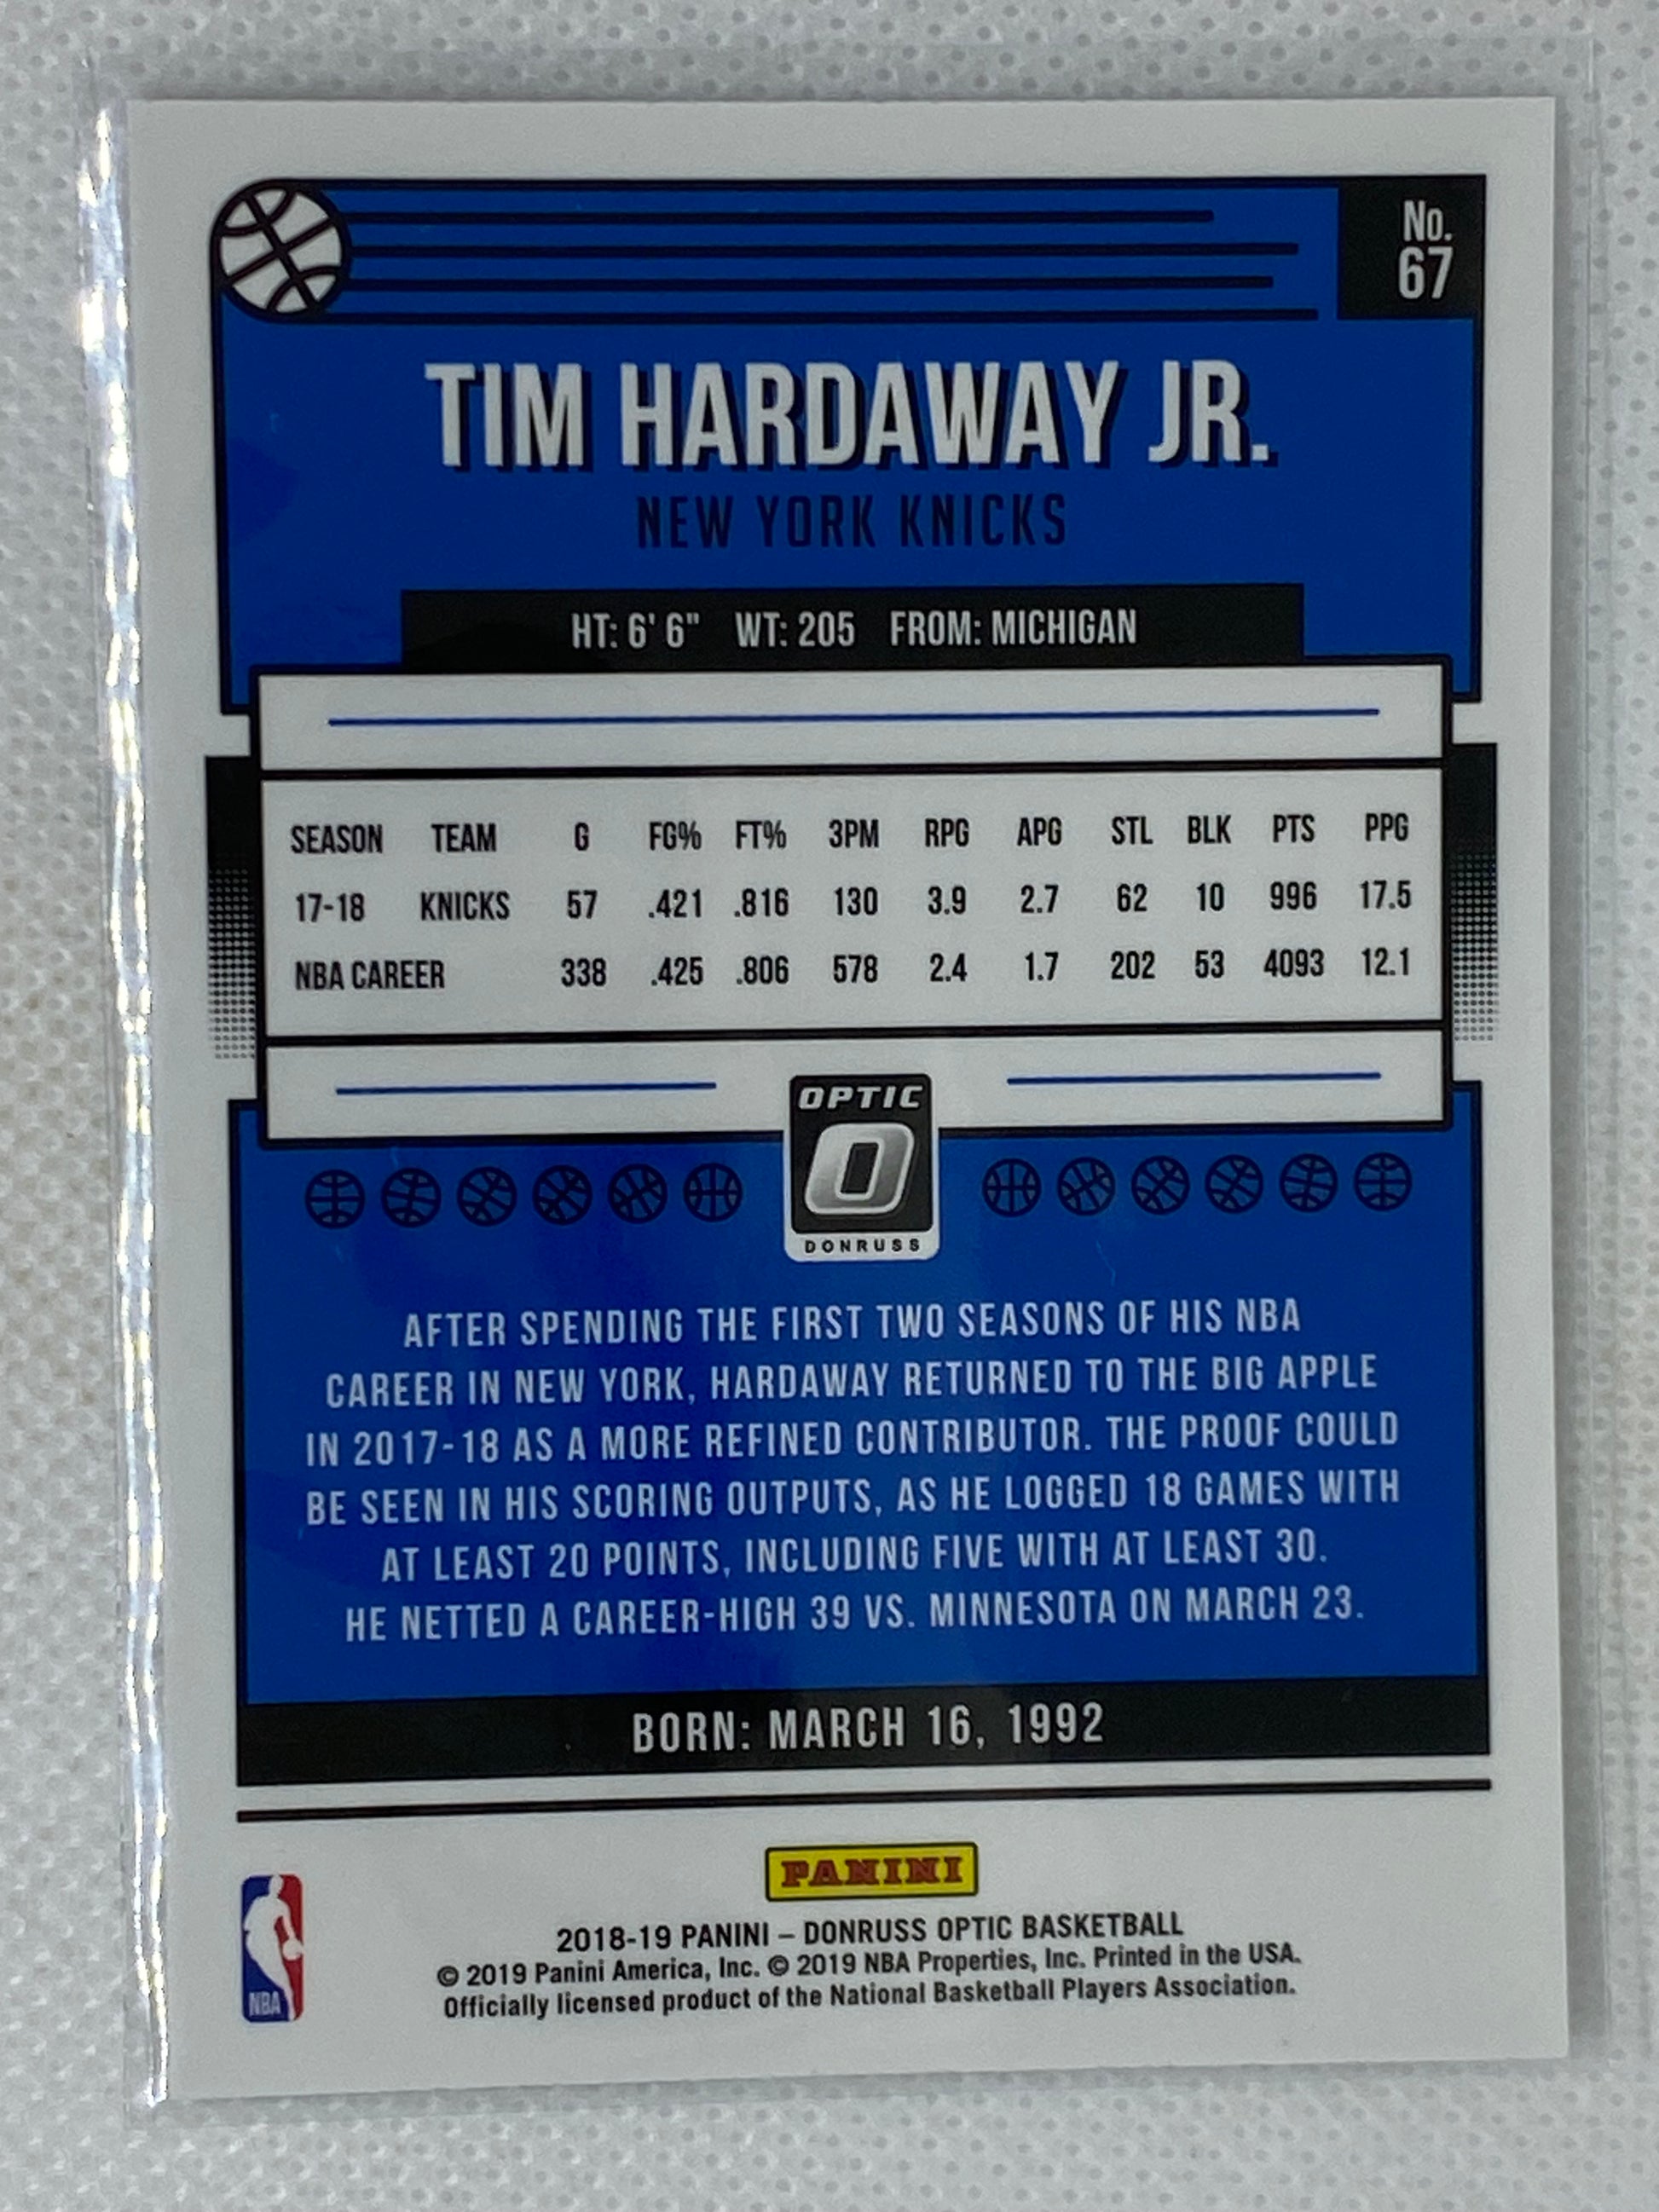 No.
67
TIM HARDAWAY JR.
NEW YORK KNICKS
HT: 6' 6" WT: 205 FROM: MICHIGAN
SEASON TEAM G FG% FT% 3PM RPG APG STL BLK PTS PPG
17-18 KNICKS 57 .421 .816 130 3.9 2.7 62 10 996 17.5
NBA CAREER 338 .425 .806 578 2.4 1.7 202 53 4093 12.1
OPTIC
O
DONRUSS
AFTER SPENDING THE FIRST TWO SEASONS OF HIS NBA
CAREER IN NEW YORK, HARDAWAY RETURNED TO THE BIG APPLE
IN 2017-18 AS A MORE REFINED CONTRIBUTOR. THE PROOF COULD
BE SEEN IN HIS SCORING OUTPUTS, AS HE LOGGED 18 GAMES WITH
AT LEAST 20 POINTS, INCLUDING FIVE WITH AT LEAST 30.
HE NETTED A CAREER-HIGH 39 VS. MINNESOTA ON MARCH 23.
BORN: MARCH 16, 1992
PANINI
2018-19 PANINI – DONRUSS OPTIC BASKETBALL
© 2019 Panini America, Inc. © 2019 NBA Properties, Inc. Printed in the USA.
Officially licensed product of the National Basketball Players Association.
NBA